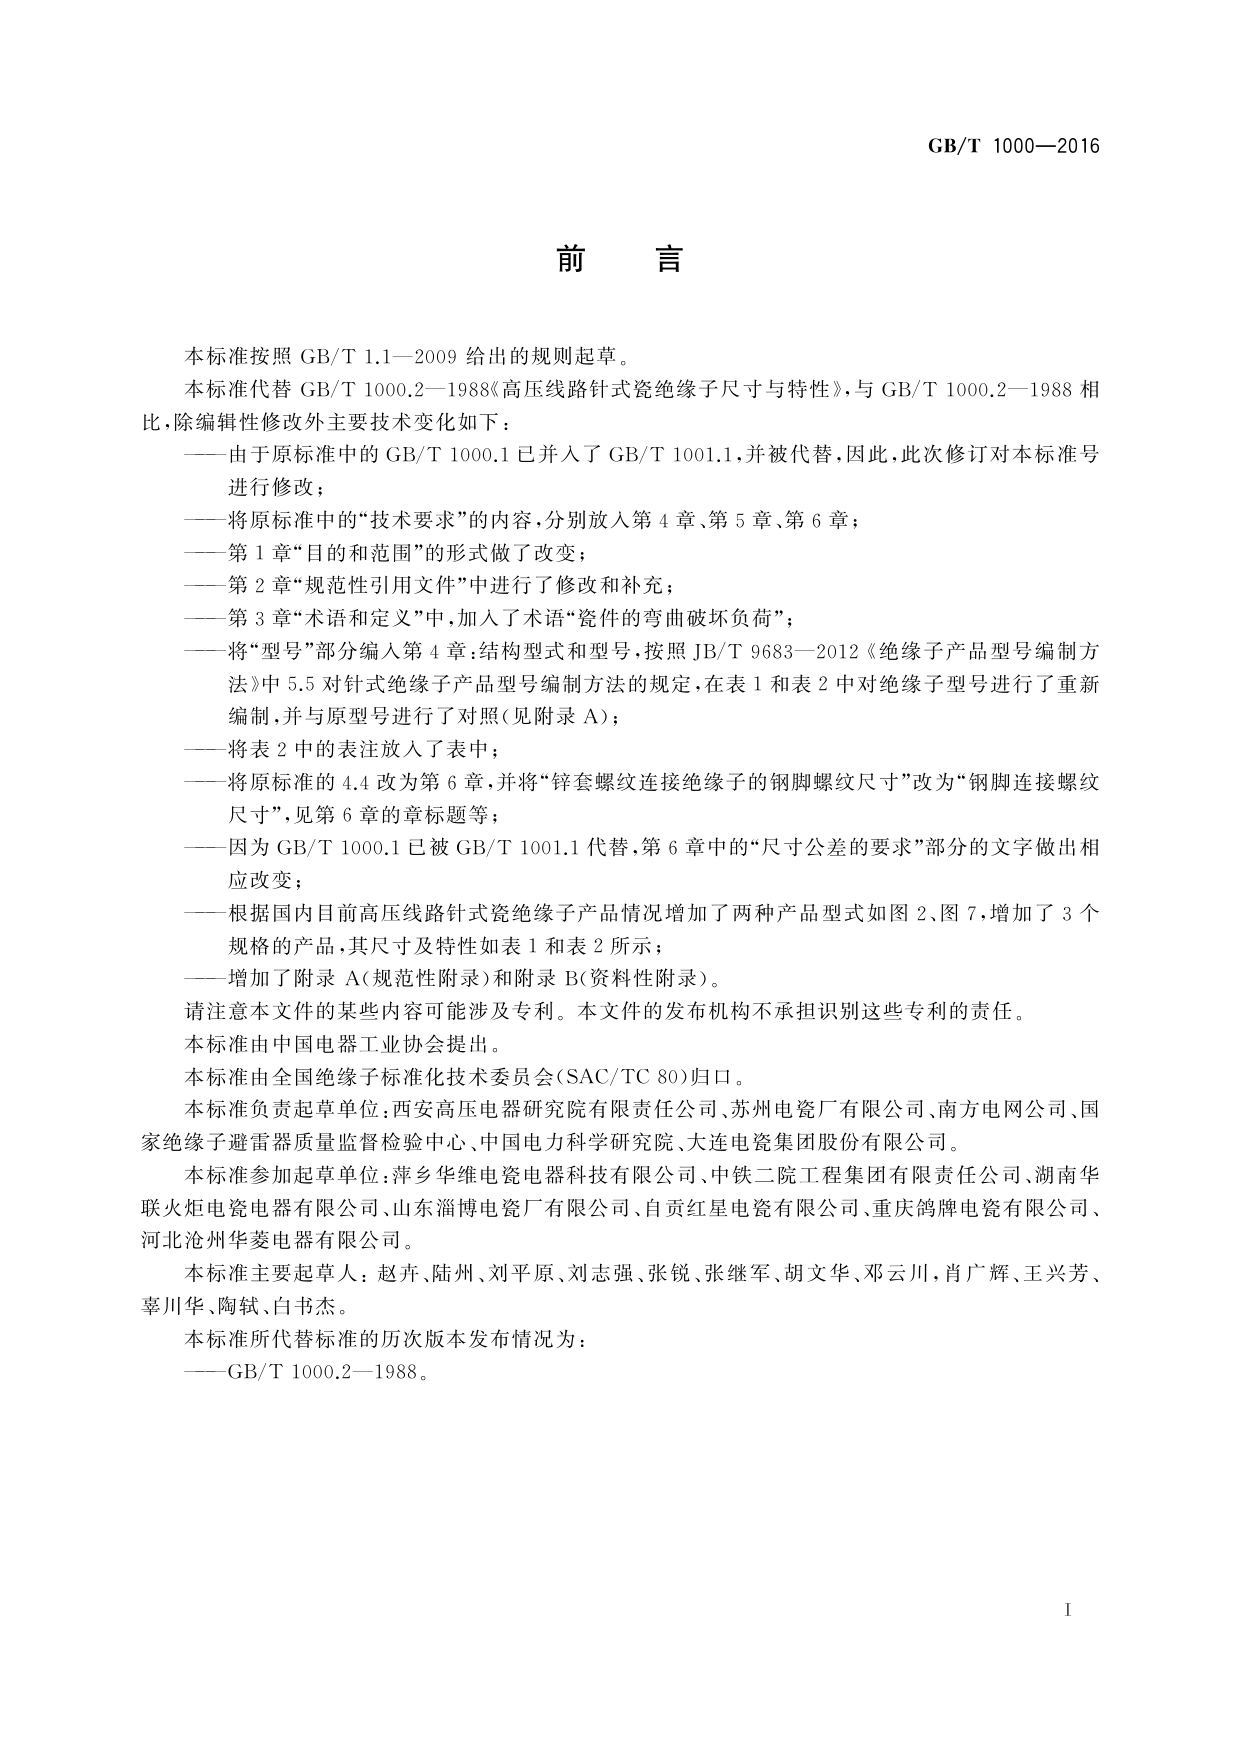 GB/T 1000—2016
前 言
本标准按照 GB/T 1.1—2009 给出的规则起草。
本标准代替 GB/T 1000.2—1988《高压线路针式瓷绝缘子尺寸与特性》,与 GB/T 1000.2—1988 相
比,除编辑性修改外主要技术变化如下:
——由于原标准中的 GB/T 1000.1 已并入了 GB/T 1001.1,并被代替,因此,此次修订对本标准号
进行修改;
——将原标准中的“技术要求”的内容,分别放入第 4 章、第 5 章、第 6 章;
——第 1 章“目的和范围”的形式做了改变;
——第 2 章“规范性引用文件”中进行了修改和补充;
——第 3 章“术语和定义”中,加入了术语“瓷件的弯曲破坏负荷”;
——将“型号”部分编入第 4 章:结构型式和型号,按照 JB/T 9683—2012《绝缘子产品型号编制方
法》中 5.5 对针式绝缘子产品型号编制方法的规定,在表 1 和表 2 中对绝缘子型号进行了重新
编制,并与原型号进行了对照(见附录 A);
——将表 2 中的表注放入了表中;
——将原标准的 4.4 改为第 6 章,并将“锌套螺纹连接绝缘子的钢脚螺纹尺寸”改为“钢脚连接螺纹
尺寸”,见第 6 章的章标题等;
——因为 GB/T 1000.1 已被 GB/T 1001.1 代替,第 6 章中的“尺寸公差的要求”部分的文字做出相
应改变;
——根据国内目前高压线路针式瓷绝缘子产品情况增加了两种产品型式如图 2、图 7,增加了 3 个
规格的产品,其尺寸及特性如表 1 和表 2 所示;
——增加了附录 A(规范性附录)和附录 B(资料性附录)。
请注意本文件的某些内容可能涉及专利。本文件的发布机构不承担识别这些专利的责任。
本标准由中国电器工业协会提出。
本标准由全国绝缘子标准化技术委员会(SAC/TC 80)归口。
本标准负责起草单位:西安高压电器研究院有限责任公司、苏州电瓷厂有限公司、南方电网公司、国
家绝缘子避雷器质量监督检验中心、中国电力科学研究院、大连电瓷集团股份有限公司。
本标准参加起草单位:萍乡华维电瓷电器科技有限公司、中铁二院工程集团有限责任公司、湖南华
联火炬电瓷电器有限公司、山东淄博电瓷厂有限公司、自贡红星电瓷有限公司、重庆鸽牌电瓷有限公司、
河北沧州华菱电器有限公司。
本标准主要起草人:赵卉、陆州、刘平原、刘志强、张锐、张继军、胡文华、邓云川,肖广辉、王兴芳、
辜川华、陶轼、白书杰。
本标准所代替标准的历次版本发布情况为:
——GB/T 1000.2—1988。
I